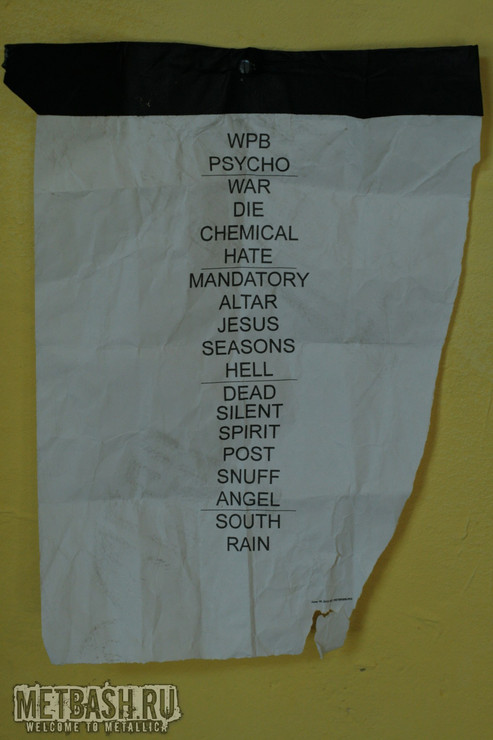 WPB
PSYCHO
WAR
DIE
CHEMICAL
HATE
MANDATORY
ALTAR
JESUS
SEASONS
HELL
DEAD
SILENT
SPIRIT
POST
SNUFF
ANGEL
SOUTH
RAIN
METBASH.RU
WELCOME TO METALLICA